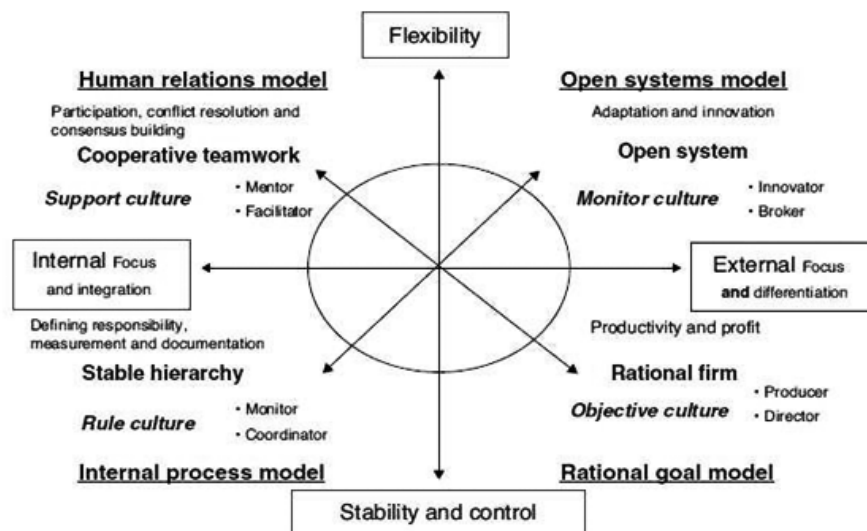 Flexibility
Human relations model
Participation, conflict resolution and
consensus building
Cooperative teamwork
Support culture
• Mentor
• Facilitator
Open systems model
Adaptation and innovation
Open system
Monitor culture
• Innovator
• Broker
Internal Focus
and integration
External Focus
and differentiation
Defining responsibility,
measurement and documentation
Stable hierarchy
Rule culture
• Monitor
• Coordinator
Internal process model
Productivity and profit
Rational firm
Objective culture
• Producer
• Director
Rational goal model
Stability and control